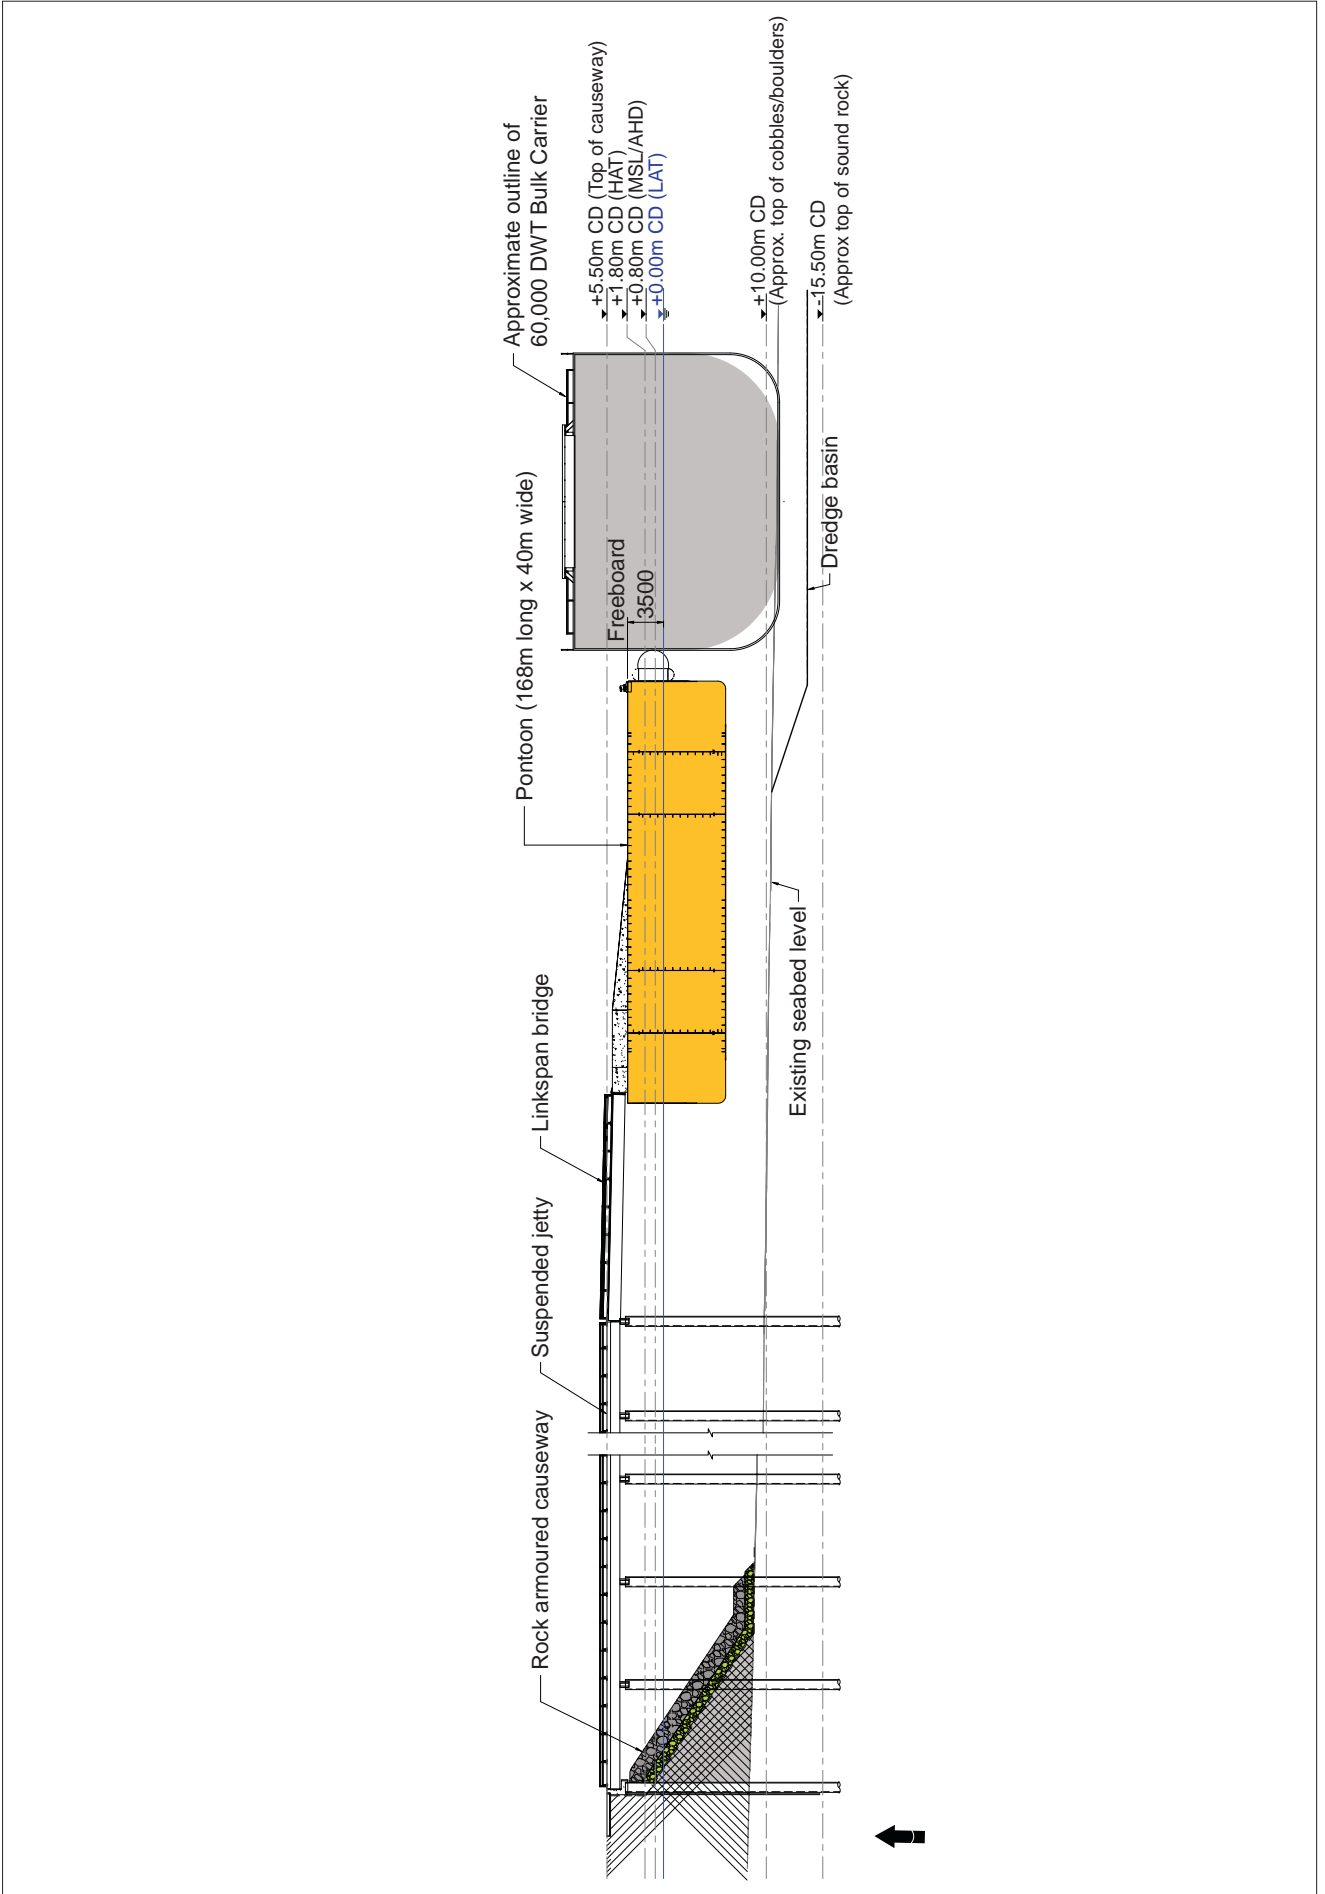 Rock armoured causeway
Suspended jetty
Linkspan bridge
Pontoon (168m long x 40m wide)
Approximate outline of
60,000 DWT Bulk Carrier
+5.50m CD (Top of causeway)
+1.80m CD (HAT)
+0.80m CD (MSL/AHD)
+0.00m CD (LAT)
Freeboard
3500
+10.00m CD
(Approx. top of cobbles/boulders)
-15.50m CD
(Approx top of sound rock)
Existing seabed level
Dredge basin